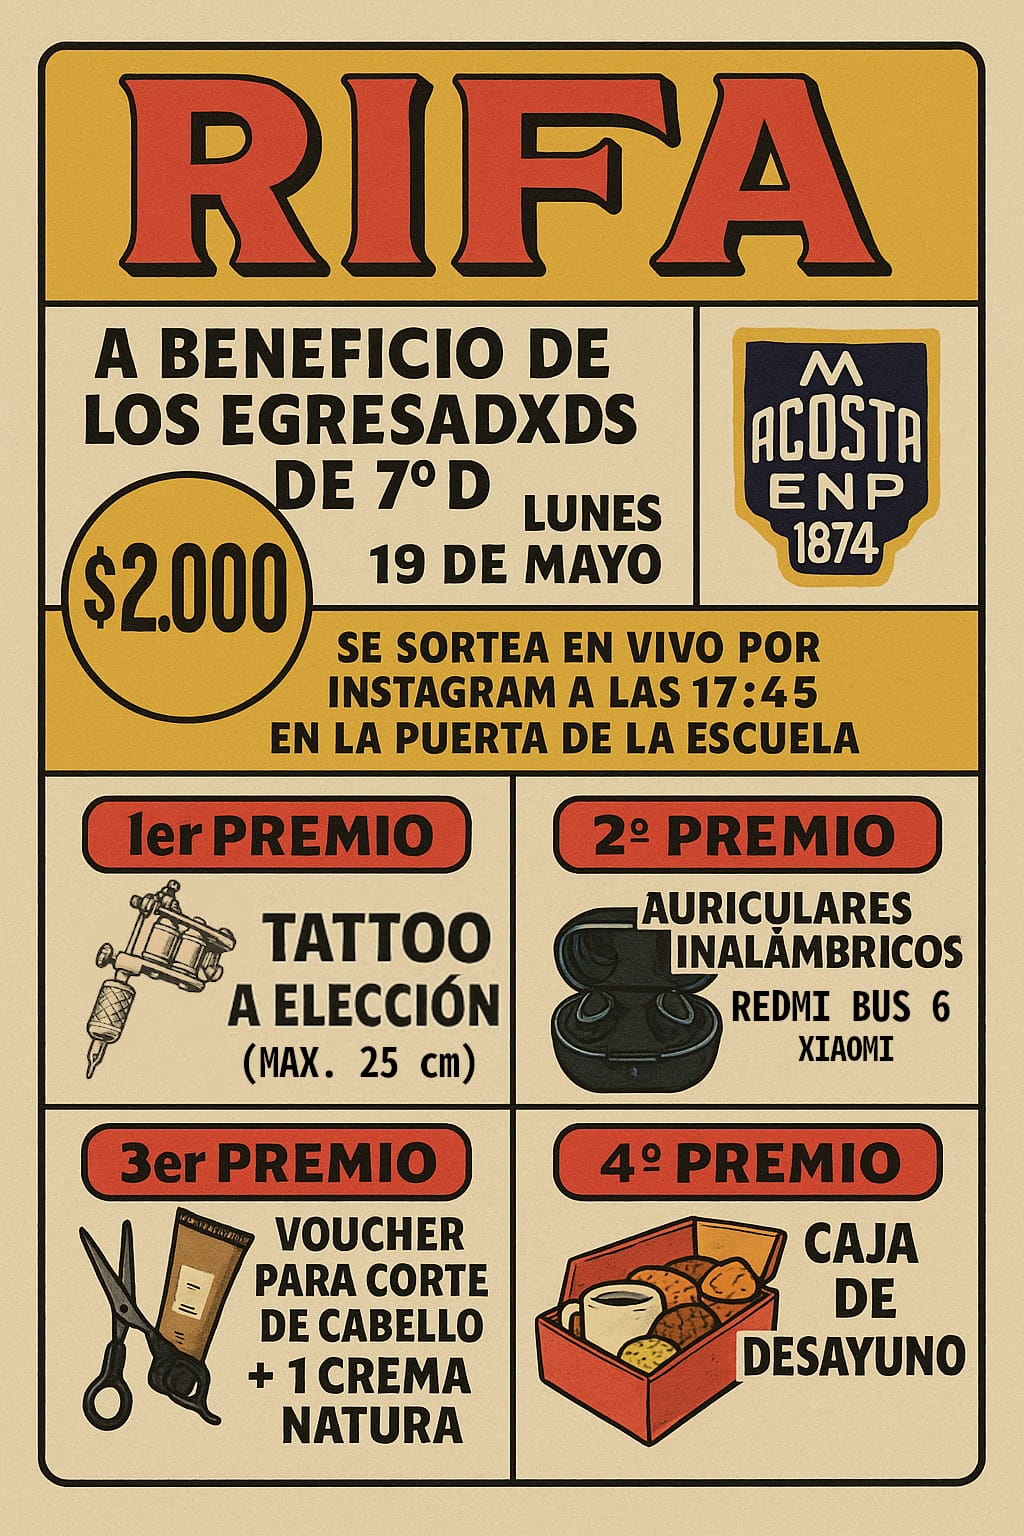 RIFA
A BENEFICIO DE
LOS EGRESADXDS
DE 7º D
LUNES
19 DE MAYO
M
ACOSTA
ENP
1874
$2.000
SE SORTEA EN VIVO POR
INSTAGRAM A LAS 17:45
EN LA PUERTA DE LA ESCUELA
1er PREMIO
TATTOO
A ELECCIÓN
(MAX. 25 cm)
2º PREMIO
AURICULARES
INALÁMBRICOS
REDMI BUS 6
XIAOMI
3er PREMIO
VOUCHER
PARA CORTE
DE CABELLO
+ 1 CREMA
NATURA
4º PREMIO
CAJA
DE
DESAYUNO